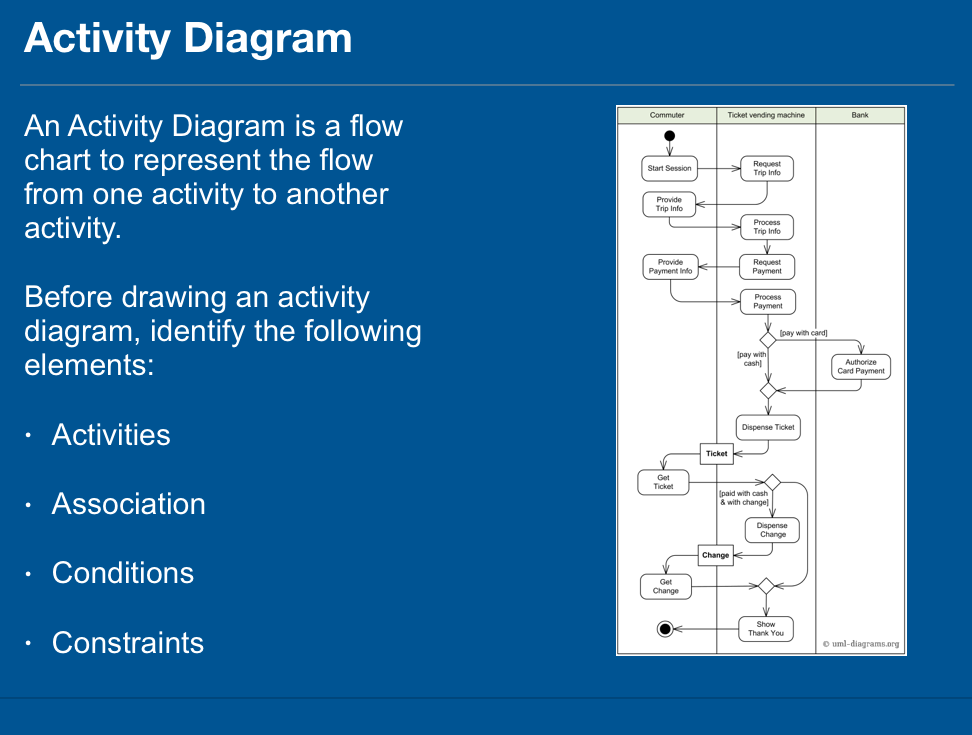 Activity Diagram
An Activity Diagram is a flow
chart to represent the flow
from one activity to another
activity.
Before drawing an activity
diagram, identify the following
elements:
· Activities
· Association
· Conditions
· Constraints
Commuter
Ticket vending machine
Bank
Start Session
Request
Trip Info
Provide
Trip Info
Process
Trip Info
Provide
Payment Info
Request
Payment
Process
Payment
[pay with card]
[pay with
cash]
Authorize
Card Payment
Dispense Ticket
Ticket
Get
Ticket
[paid with cash
& with change]
Dispense
Change
Change
Get
Change
Show
Thank You
© uml-diagrams.org